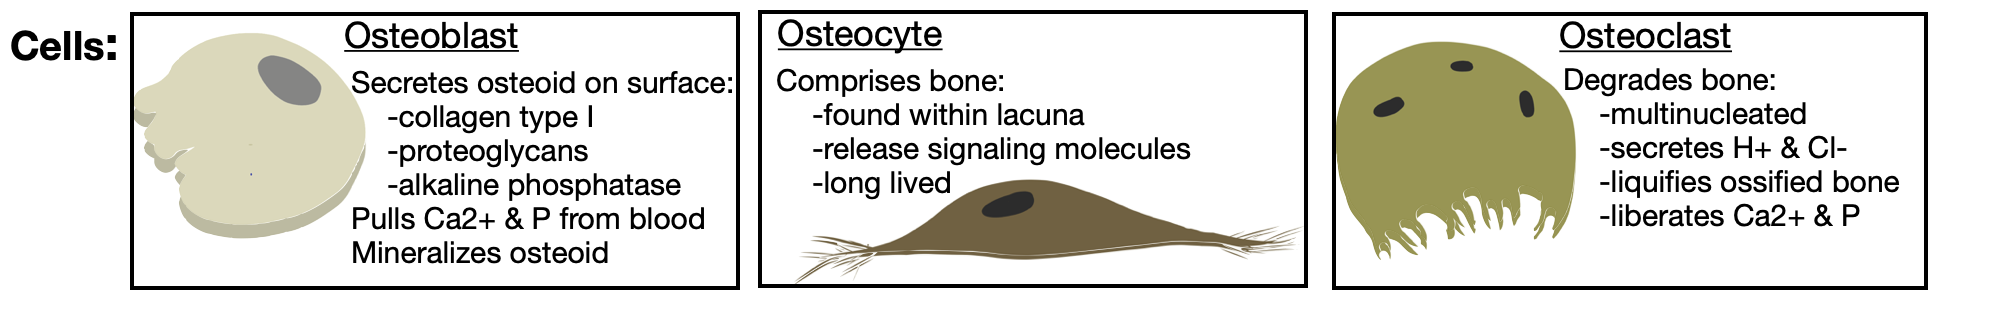 Cells:
Osteoblast
Secretes osteoid on surface:
-collagen type I
-proteoglycans
-alkaline phosphatase
Pulls Ca2+ & P from blood
Mineralizes osteoid
Osteocyte
Comprises bone:
-found within lacuna
-release signaling molecules
-long lived
Osteoclast
Degrades bone:
-multinucleated
-secretes H+ & Cl-
-liquifies ossified bone
-liberates Ca2+ & P